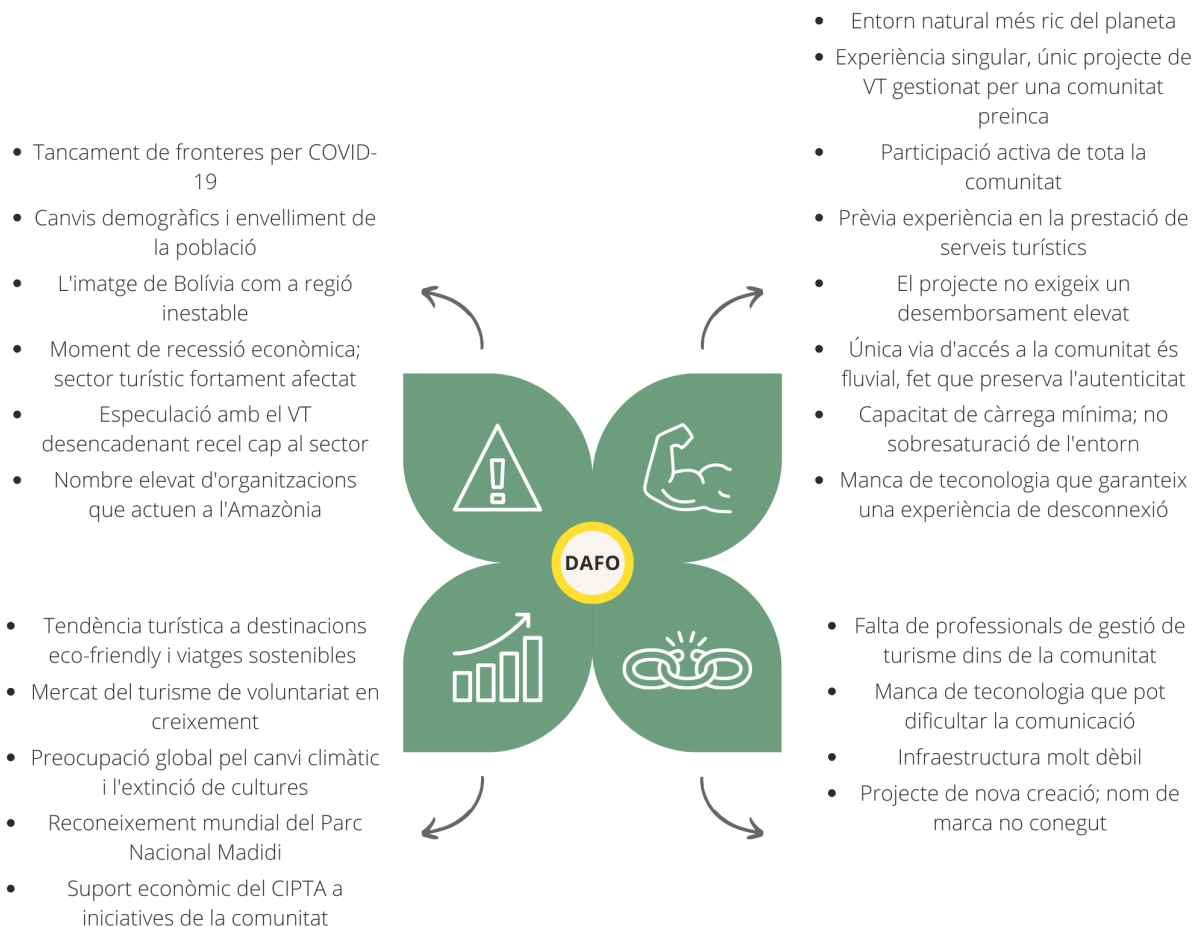 • Tancament de fronteres per COVID-
19
• Canvis demogràfics i envelliment de
la població
• L'imatge de Bolívia com a regió
inestable
• Moment de recessió econòmica;
sector turístic fortament afectat
• Especulació amb el VT
desencadenant recel cap al sector
• Nombre elevat d'organitzacions
que actuen a l'Amazònia
• Entorn natural més ric del planeta
• Experiència singular, únic projecte de
VT gestionat per una comunitat
preinca
• Participació activa de tota la
comunitat
• Prèvia experiència en la prestació de
serveis turístics
• El projecte no exigeix un
desemborsament elevat
• Única via d'accés a la comunitat és
fluvial, fet que preserva l'autenticitat
• Capacitat de càrrega mínima; no
sobresaturació de l'entorn
• Manca de teconologia que garanteix
una experiència de desconnexió
DAFO
• Tendència turística a destinacions
eco-friendly i viatges sostenibles
• Mercat del turisme de voluntariat en
creixement
• Preocupació global pel canvi climàtic
i l'extinció de cultures
• Reconeixement mundial del Parc
Nacional Madidi
• Suport econòmic del CIPTA a
iniciatives de la comunitat
• Falta de professionals de gestió de
turisme dins de la comunitat
• Manca de teconologia que pot
dificultar la comunicació
• Infraestructura molt dèbil
• Projecte de nova creació; nom de
marca no conegut